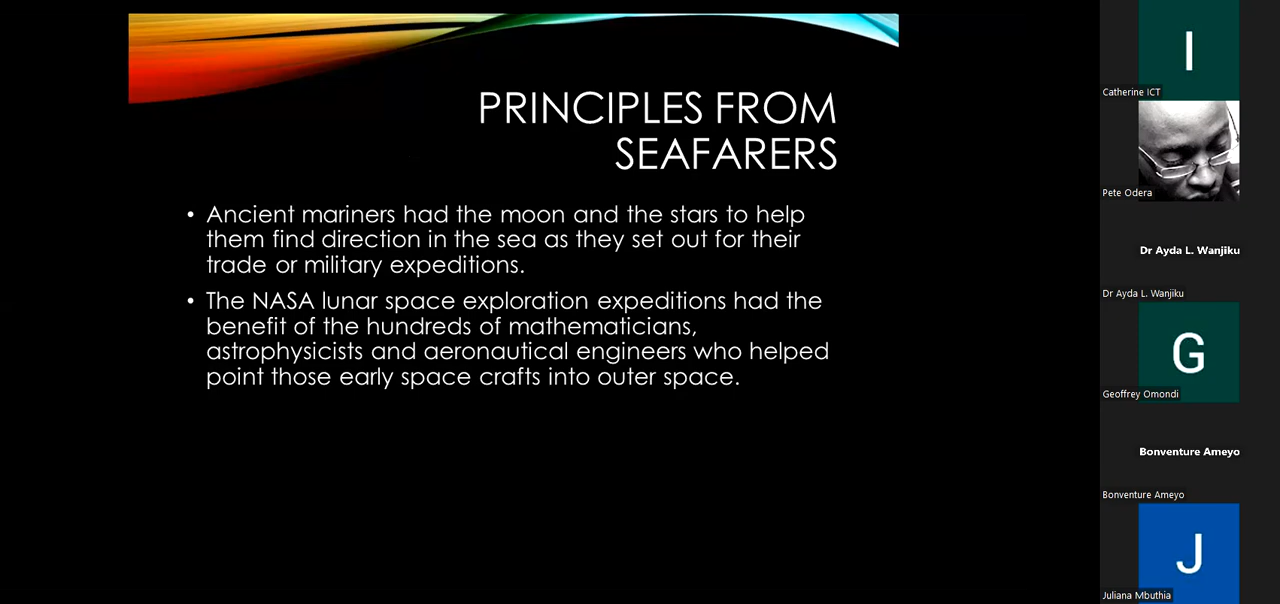 PRINCIPLES FROM
SEAFARERS
• Ancient mariners had the moon and the stars to help
them find direction in the sea as they set out for their
trade or military expeditions.
• The NASA lunar space exploration expeditions had the
benefit of the hundreds of mathematicians,
astrophysicists and aeronautical engineers who helped
point those early space crafts into outer space.
I
Catherine ICT
Pete Odera
Dr Ayda L. Wanjiku
Dr Ayda L. Wanjiku
G
Geoffrey Omondi
Bonventure Ameyo
Bonventure Ameyo
J
Juliana Mbuthia